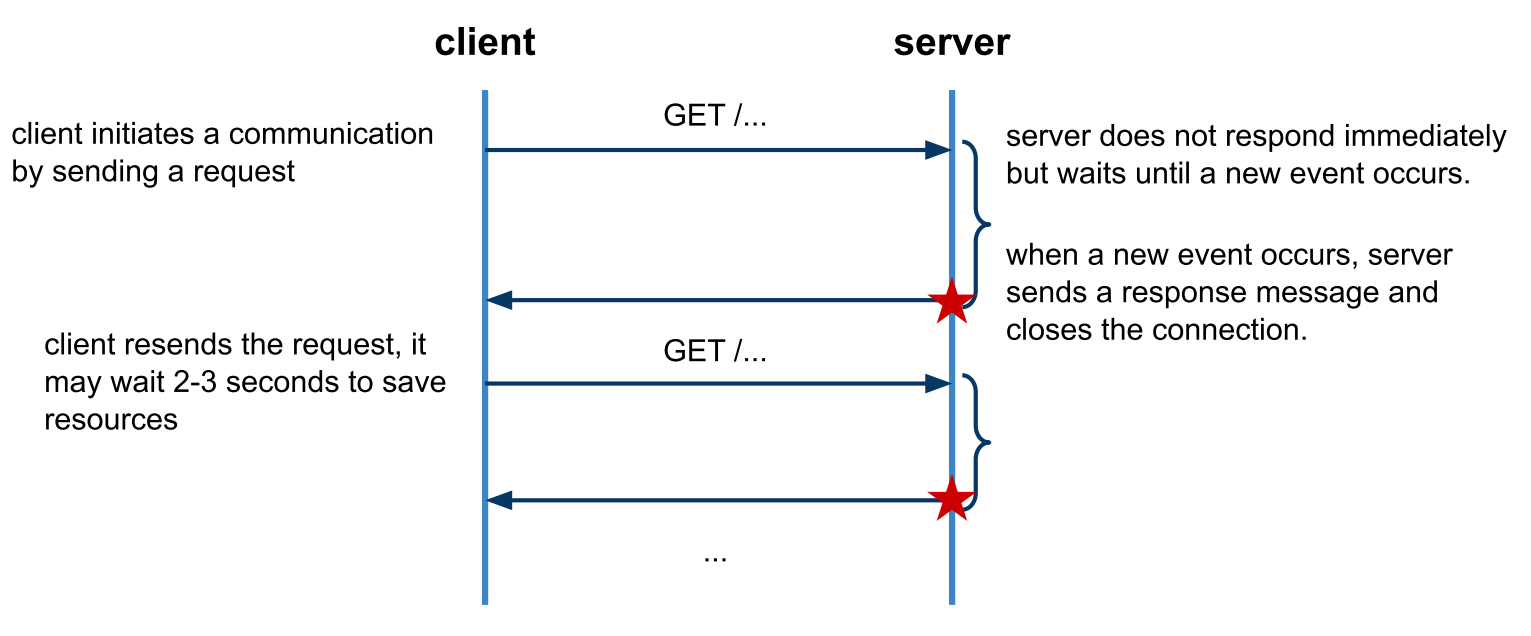 client
server
GET /...
client initiates a communication
by sending a request
server does not respond immediately
but waits until a new event occurs.
when a new event occurs, server
sends a response message and
closes the connection.
client resends the request, it
may wait 2-3 seconds to save
resources
GET /...
...